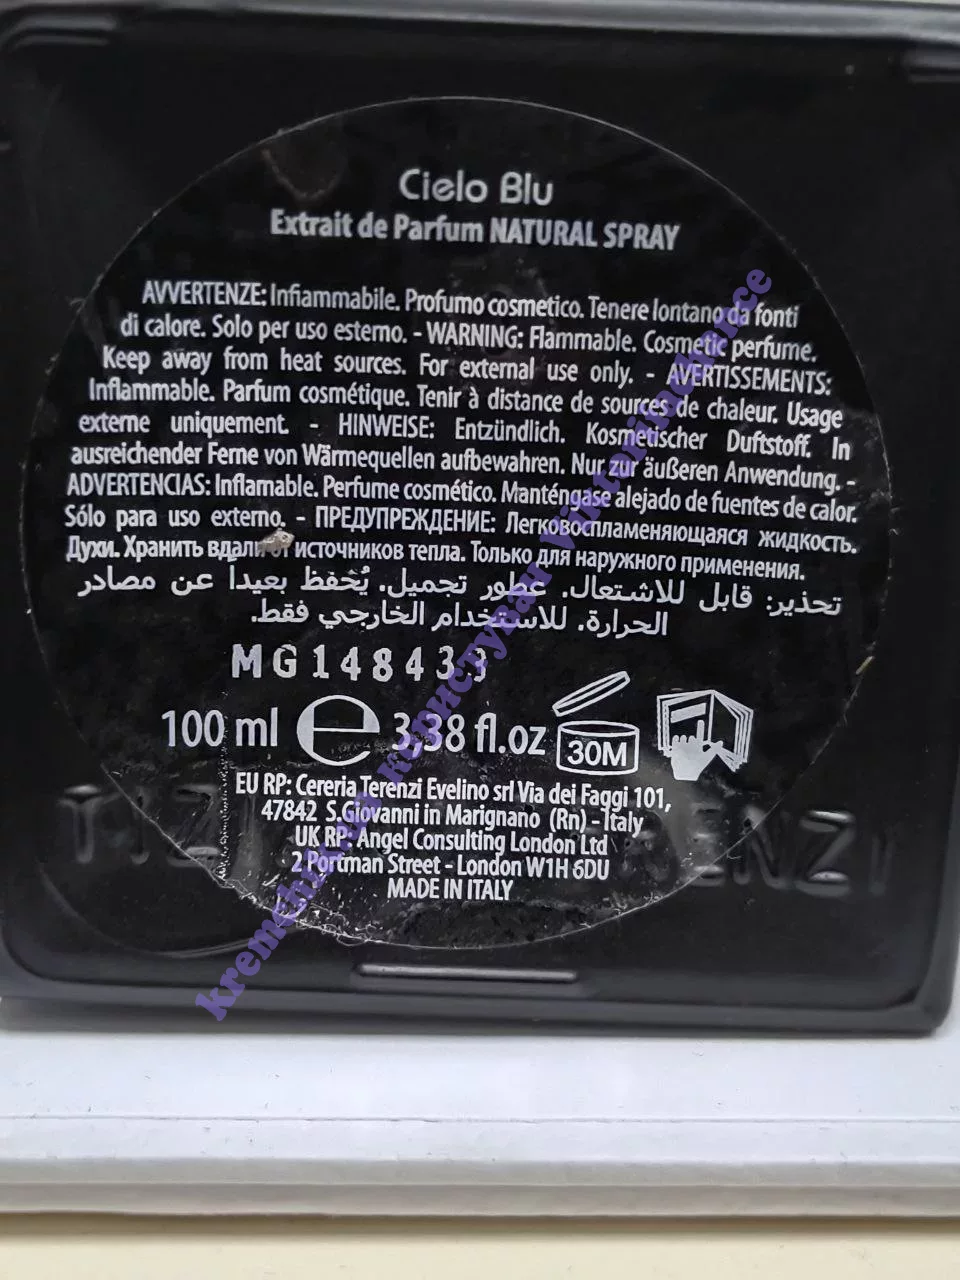 Cielo Blu
Extrait de Parfum NATURAL SPRAY
AVVERTENZE: Infiammabile. Profumo cosmetico. Tenere lontano da fonti
di calore. Solo per uso esterno. - WARNING: Flammable. Cosmetic perfume.
Keep away from heat sources. For external use only. - AVERTISSEMENTS:
Inflammable. Parfum cosmétique. Tenir à distance de sources de chaleur. Usage
externe uniquement. - HINWEISE: Entzündlich. Kosmetischer Duftstoff. In
ausreichender Ferne von Wärmequellen aufbewahren. Nur zur äußeren Anwendung. -
ADVERTENCIAS: Inflamable. Perfume cosmético. Manténgase alejado de fuentes de calor.
Sólo para uso externo. - ПРЕДУПРЕЖДЕНИЕ: Легковоспламеняющаяся жидкость.
Духи. Хранить вдали от источников тепла. Только для наружного применения.
تحذير: قابل للاشتعال. عطور تجميل. يُحفظ بعيداً عن مصادر
الحرارة. للاستخدام الخارجي فقط.
MG148433
100 ml e 3,38 fl.oz 30M
EU RP: Cereria Terenzi Evelino srl Via dei Faggi 101,
47842 S.Giovanni in Marignano (Rn) - Italy
UK RP: Angel Consulting London Ltd
2 Portman Street - London W1H 6DU
MADE IN ITALY